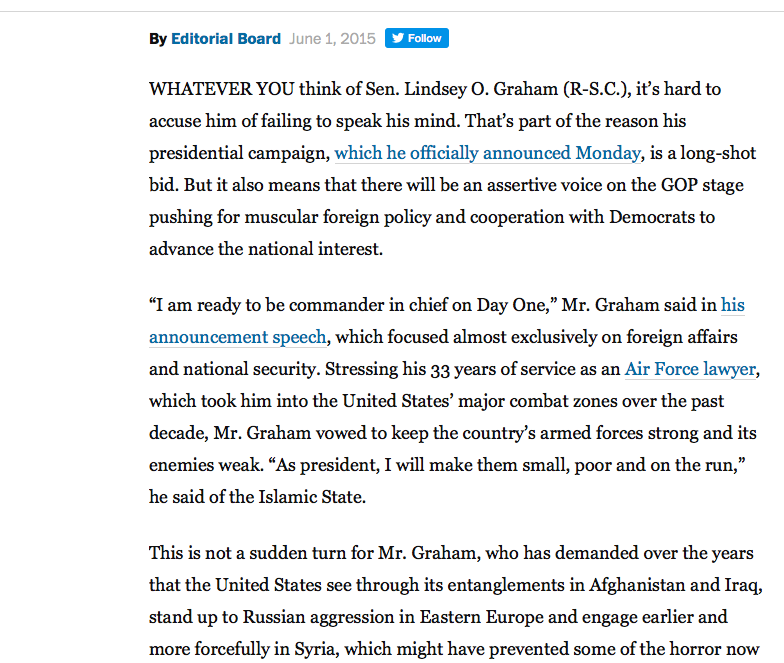 By Editorial Board June 1, 2015 Follow
WHATEVER YOU think of Sen. Lindsey O. Graham (R-S.C.), it’s hard to
accuse him of failing to speak his mind. That’s part of the reason his
presidential campaign, which he officially announced Monday, is a long-shot
bid. But it also means that there will be an assertive voice on the GOP stage
pushing for muscular foreign policy and cooperation with Democrats to
advance the national interest.
“I am ready to be commander in chief on Day One,” Mr. Graham said in his
announcement speech, which focused almost exclusively on foreign affairs
and national security. Stressing his 33 years of service as an Air Force lawyer,
which took him into the United States’ major combat zones over the past
decade, Mr. Graham vowed to keep the country’s armed forces strong and its
enemies weak. “As president, I will make them small, poor and on the run,”
he said of the Islamic State.
This is not a sudden turn for Mr. Graham, who has demanded over the years
that the United States see through its entanglements in Afghanistan and Iraq,
stand up to Russian aggression in Eastern Europe and engage earlier and
more forcefully in Syria, which might have prevented some of the horror now